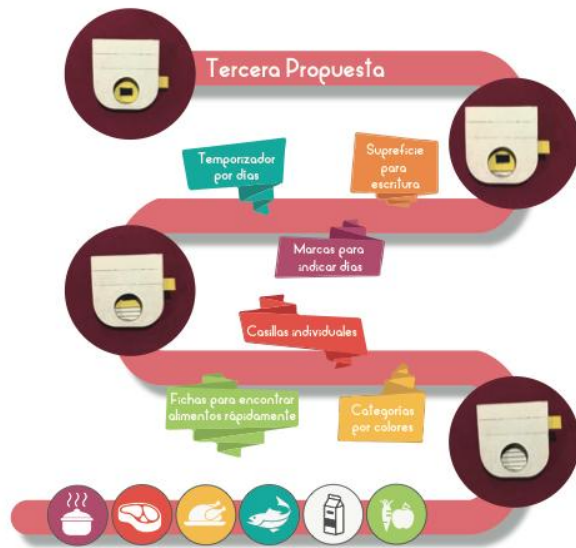 Tercera Propuesta
Temporizador
por días
Supreficie
para
escritura
Marcas para
indicar días
Casillas individuales
Fichas para encontrar
alimentos rápidamente
Categorías
por colores